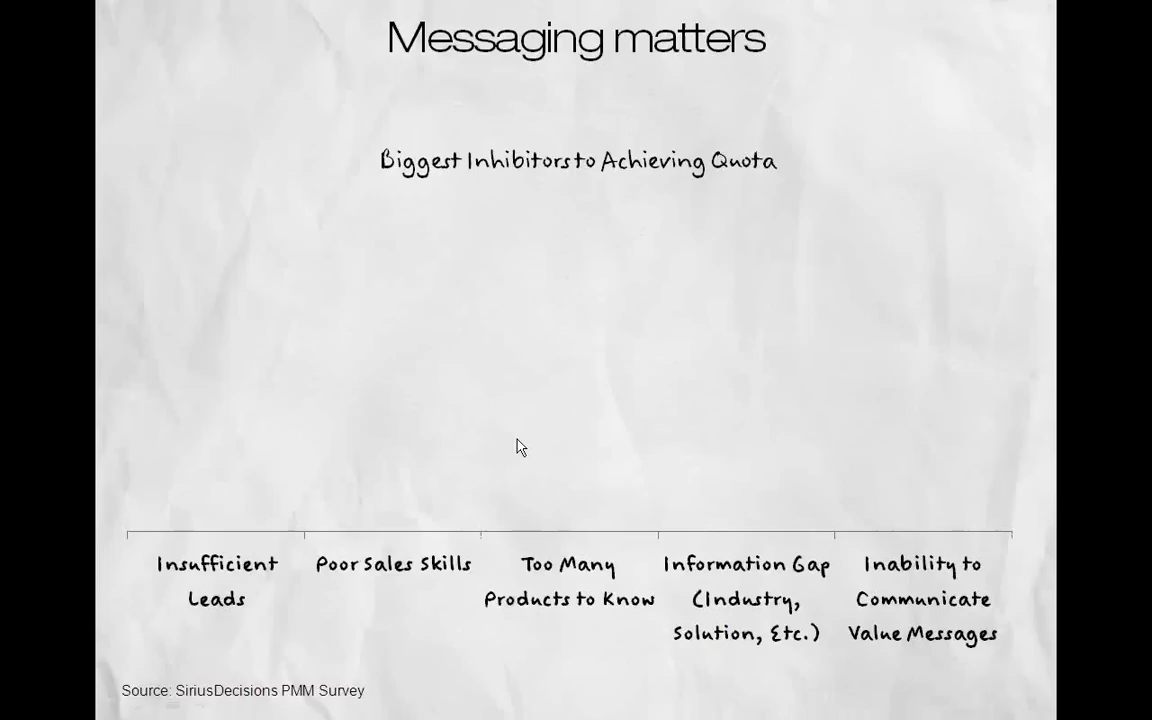 Messaging matters
Biggest Inhibitors to Achieving Quota
Insufficient Leads
Poor Sales Skills
Too Many Products to Know
Information Gap (Industry, Solution, Etc.)
Inability to Communicate Value Messages
Source: SiriusDecisions PMM Survey